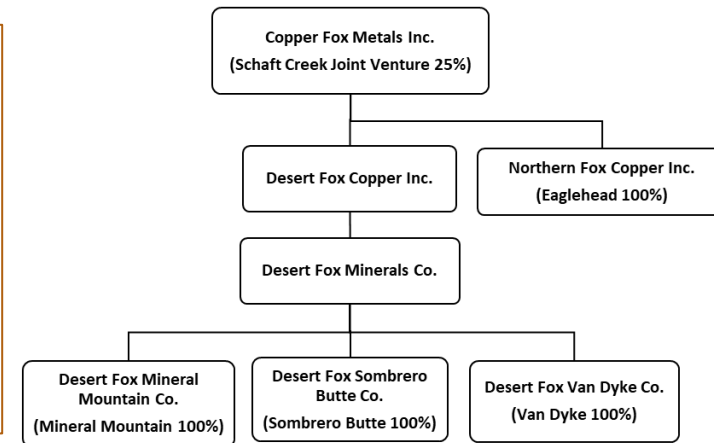 Copper Fox Metals Inc.
(Schaft Creek Joint Venture 25%)
Desert Fox Copper Inc.
Northern Fox Copper Inc.
(Eaglehead 100%)
Desert Fox Minerals Co.
Desert Fox Mineral
Mountain Co.
(Mineral Mountain 100%)
Desert Fox Sombrero
Butte Co.
(Sombrero Butte 100%)
Desert Fox Van Dyke Co.
(Van Dyke 100%)